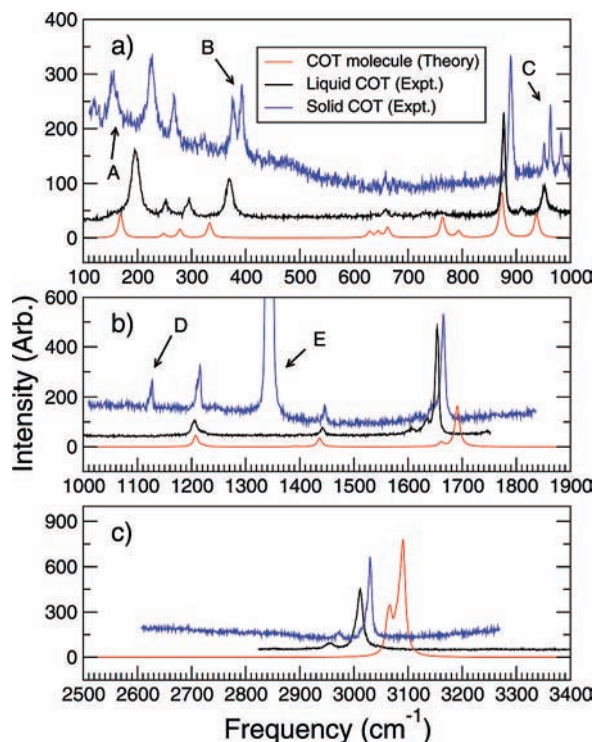 Intensity (Arb.)
400
300
200
100
0
a)
A
B
C
COT molecule (Theory)
Liquid COT (Expt.)
Solid COT (Expt.)
100 200 300 400 500 600 700 800 900 1000
600
400
200
0
b)
D
E
1000 1100 1200 1300 1400 1500 1600 1700 1800 1900
900
600
300
0
c)
2500 2600 2700 2800 2900 3000 3100 3200 3300 3400
Frequency (cm⁻¹)